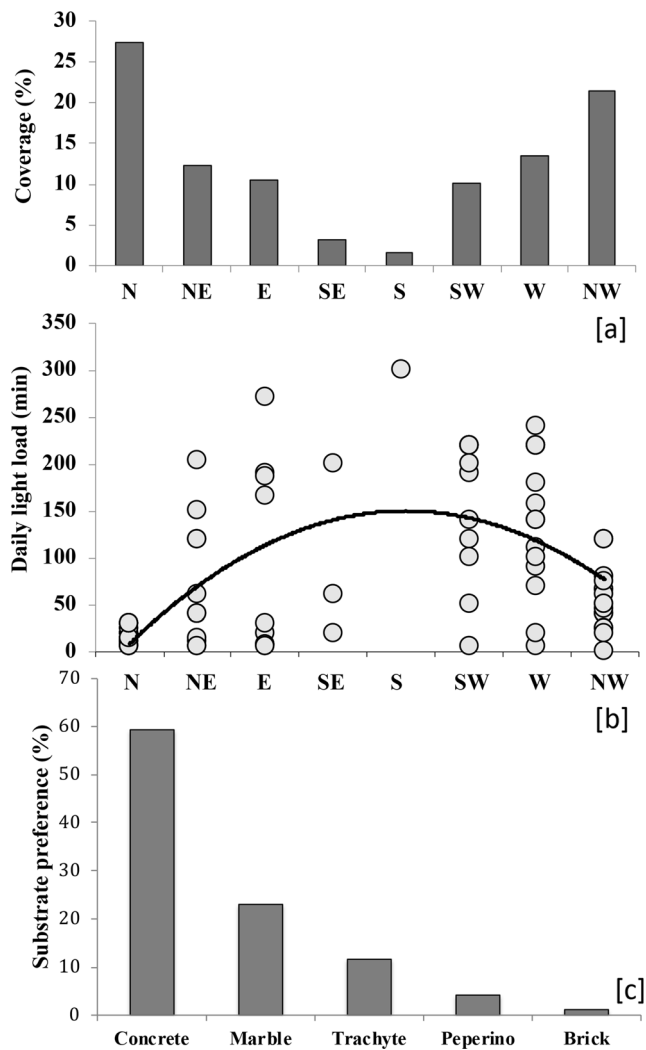 30
25
20
15
10
5
0
Coverage (%)
N NE E SE S SW W NW
[a]
350
300
250
200
150
100
50
0
Daily light load (min)
N NE E SE S SW W NW
[b]
70
60
50
40
30
20
10
0
Substrate preference (%)
[c]
Concrete Marble Trachyte Peperino Brick